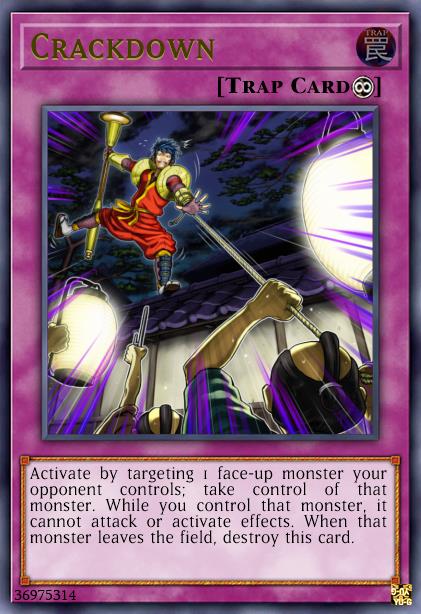 CRACKDOWN
TRAP
罠
[TRAP CARD]
Activate by targeting 1 face-up monster your
opponent controls; take control of that
monster. While you control that monster, it
cannot attack or activate effects. When that
monster leaves the field, destroy this card.
36975314